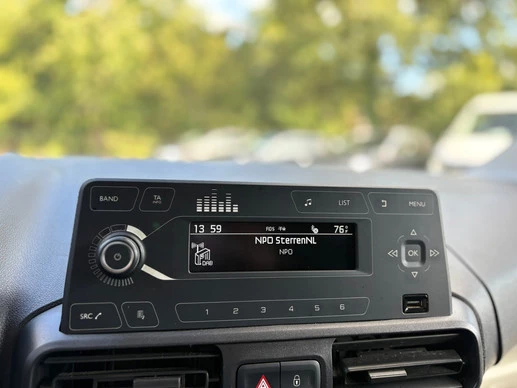 BAND
TA
LIST
MENU
13 59
RDS
76°F
NPO SterrenNL
NPO
DAB
OK
SRC
1 2 3 4 5 6